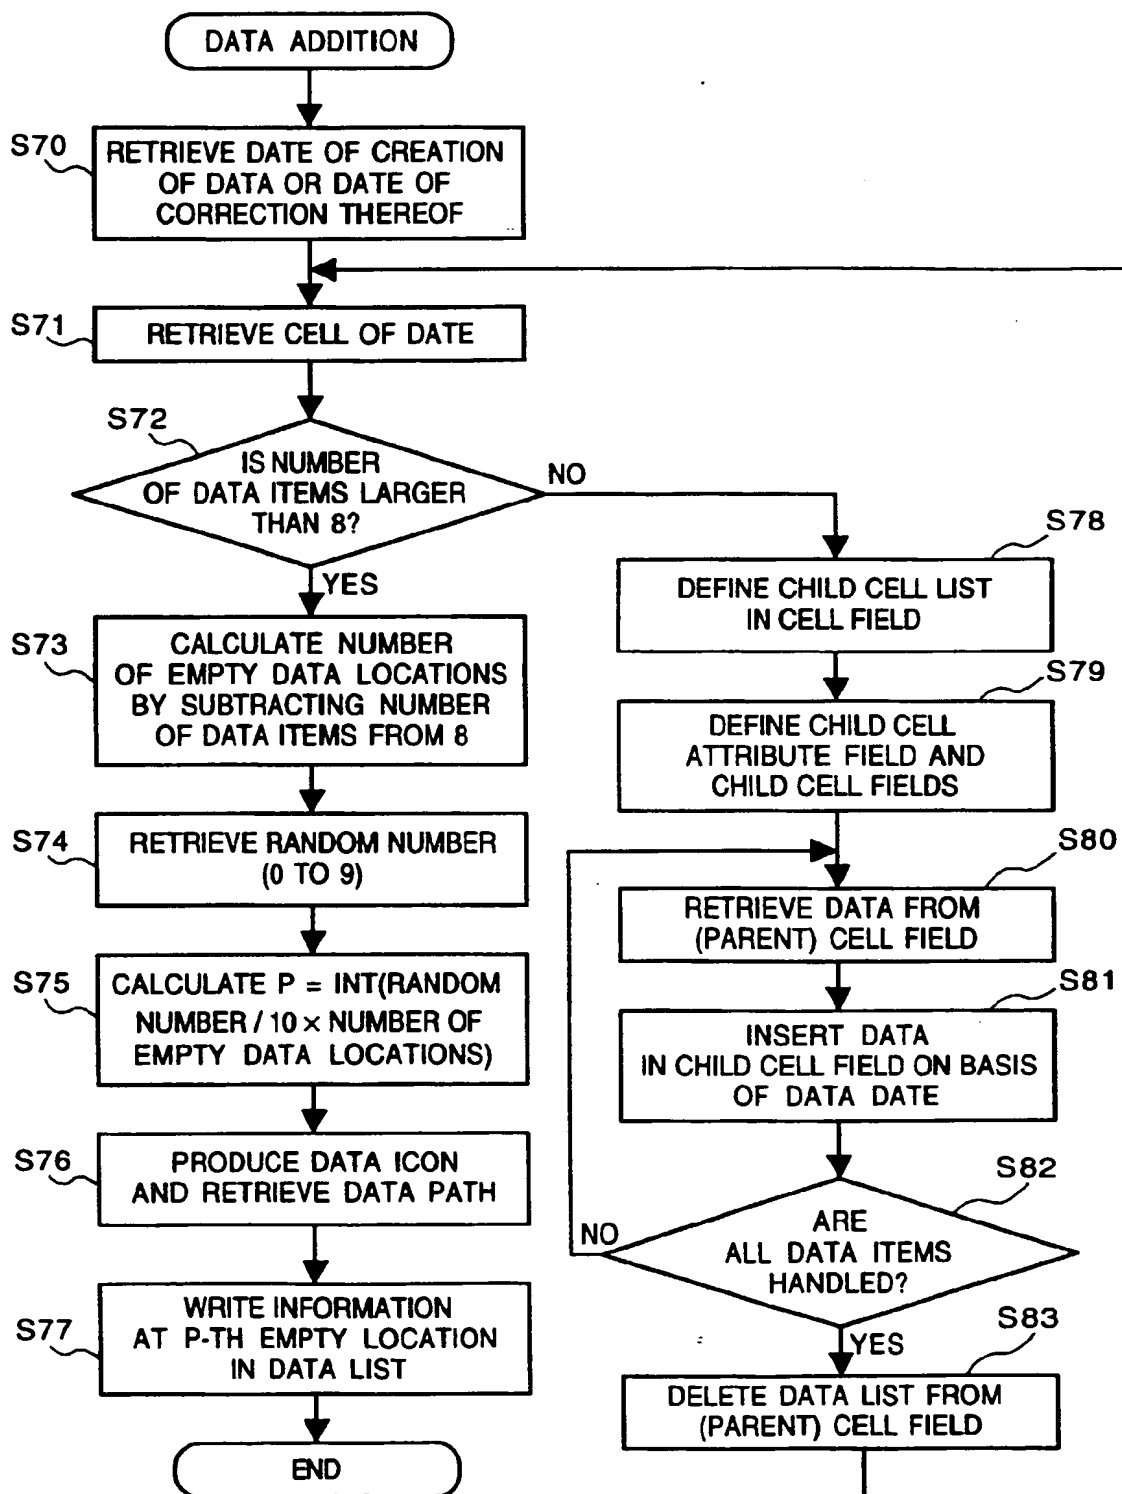 DATA ADDITION
S70
RETRIEVE DATE OF CREATION
OF DATA OR DATE OF
CORRECTION THEREOF
S71
RETRIEVE CELL OF DATE
S72
IS NUMBER
OF DATA ITEMS LARGER
THAN 8?
NO
YES
S73
CALCULATE NUMBER
OF EMPTY DATA LOCATIONS
BY SUBTRACTING NUMBER
OF DATA ITEMS FROM 8
S74
RETRIEVE RANDOM NUMBER
(0 TO 9)
S75
CALCULATE P = INT(RANDOM
NUMBER / 10 × NUMBER OF
EMPTY DATA LOCATIONS)
S76
PRODUCE DATA ICON
AND RETRIEVE DATA PATH
S77
WRITE INFORMATION
AT P-TH EMPTY LOCATION
IN DATA LIST
END
S78
DEFINE CHILD CELL LIST
IN CELL FIELD
S79
DEFINE CHILD CELL
ATTRIBUTE FIELD AND
CHILD CELL FIELDS
S80
RETRIEVE DATA FROM
(PARENT) CELL FIELD
S81
INSERT DATA
IN CHILD CELL FIELD ON BASIS
OF DATA DATE
S82
ARE
ALL DATA ITEMS
HANDLED?
NO
YES
S83
DELETE DATA LIST FROM
(PARENT) CELL FIELD